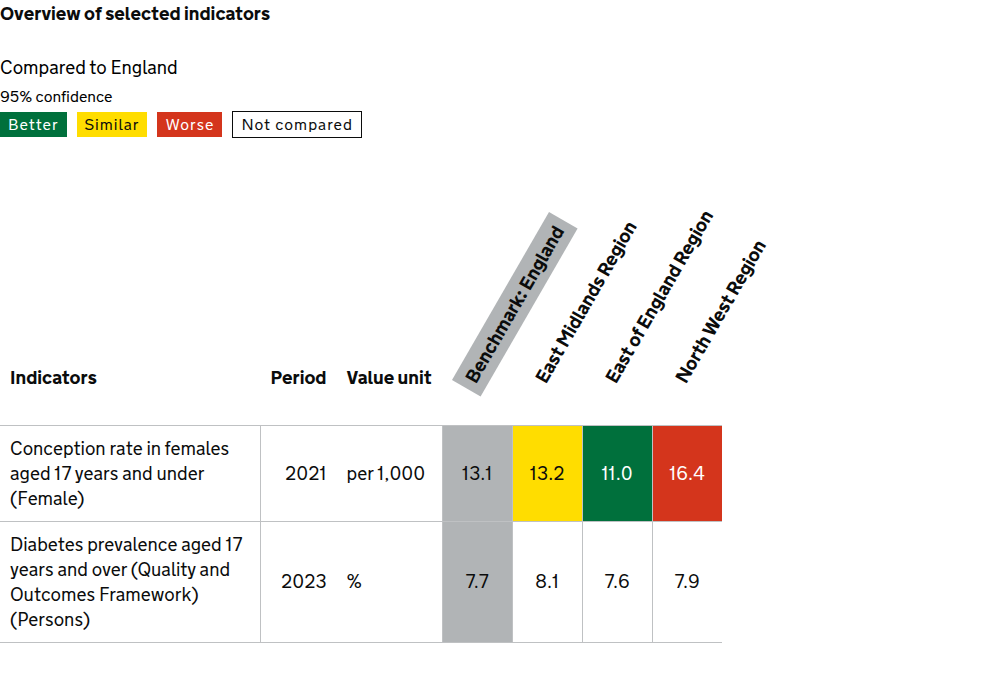 Overview of selected indicators
Compared to England
95% confidence
Better Similar Worse Not compared
Indicators Period Value unit Benchmark: England East Midlands Region East of England Region North West Region
Conception rate in females
aged 17 years and under
(Female)
2021 per 1,000 13.1 13.2 11.0 16.4
Diabetes prevalence aged 17
years and over (Quality and
Outcomes Framework)
(Persons)
2023 % 7.7 8.1 7.6 7.9